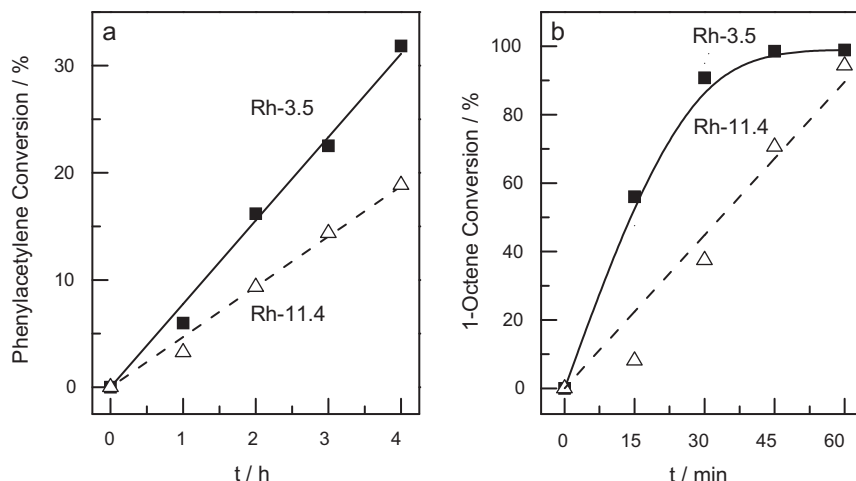 a
Phenylacetylene Conversion / %
30
20
10
0
Rh-3.5
Rh-11.4
0 1 2 3 4
t / h
b
1-Octene Conversion / %
100
80
60
40
20
0
Rh-3.5
Rh-11.4
0 15 30 45 60
t / min